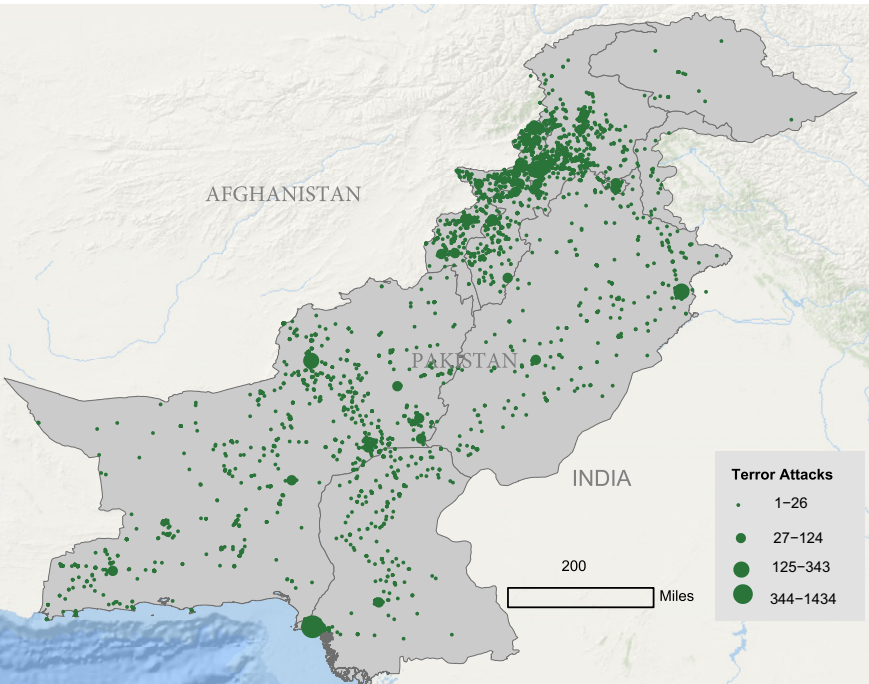 AFGHANISTAN
PAKISTAN
INDIA
Terror Attacks
1−26
27−124
125−343
344−1434
200
Miles